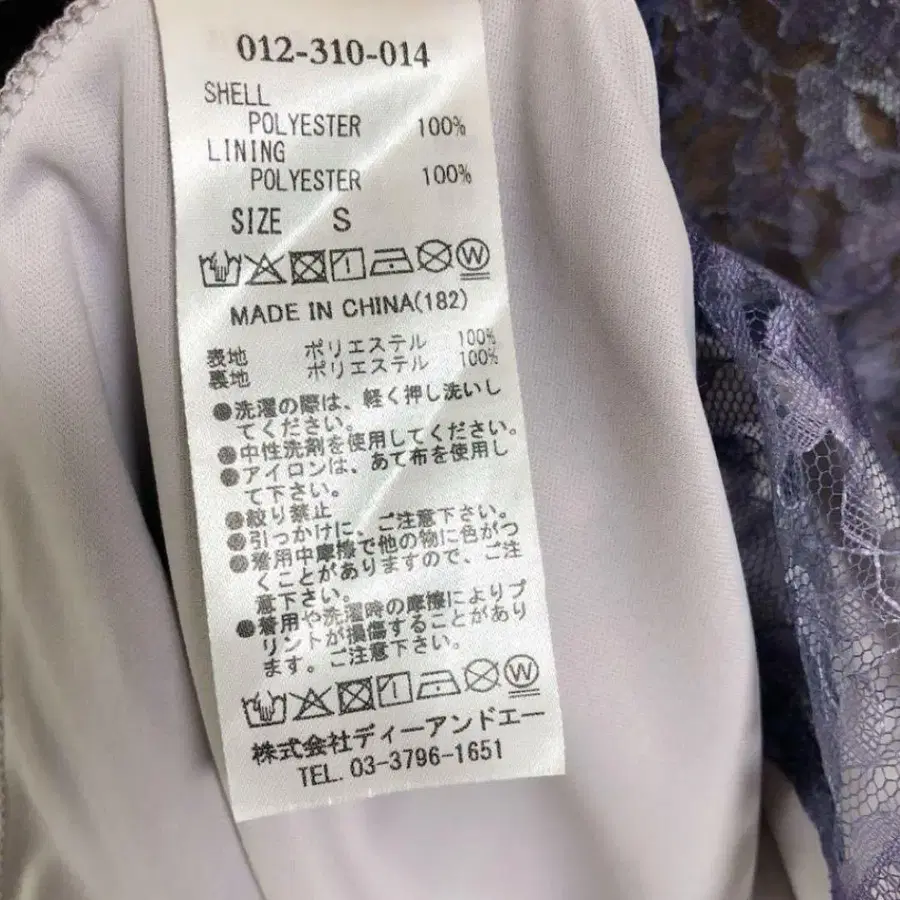 012-310-014
SHELL
POLYESTER 100%
LINING
POLYESTER 100%
SIZE S
W
MADE IN CHINA(182)
表地 ポリエステル 100%
裏地 ポリエステル 100%
●洗濯の際は、軽く押し洗いし
てください。
●中性洗剤を使用してください。
●アイロンは、あて布を使用し
て下さい。
●絞り禁止
●引っかけに、ご注意下さい。
●着用中摩擦で他の物に色がつ
くことがありますので、ご注
意下さい。
●着用や洗濯時の摩擦によりプ
リントが損傷することがあり
ます。ご注意下さい。
W
株式会社ディーアンドエー
TEL. 03-3796-1651